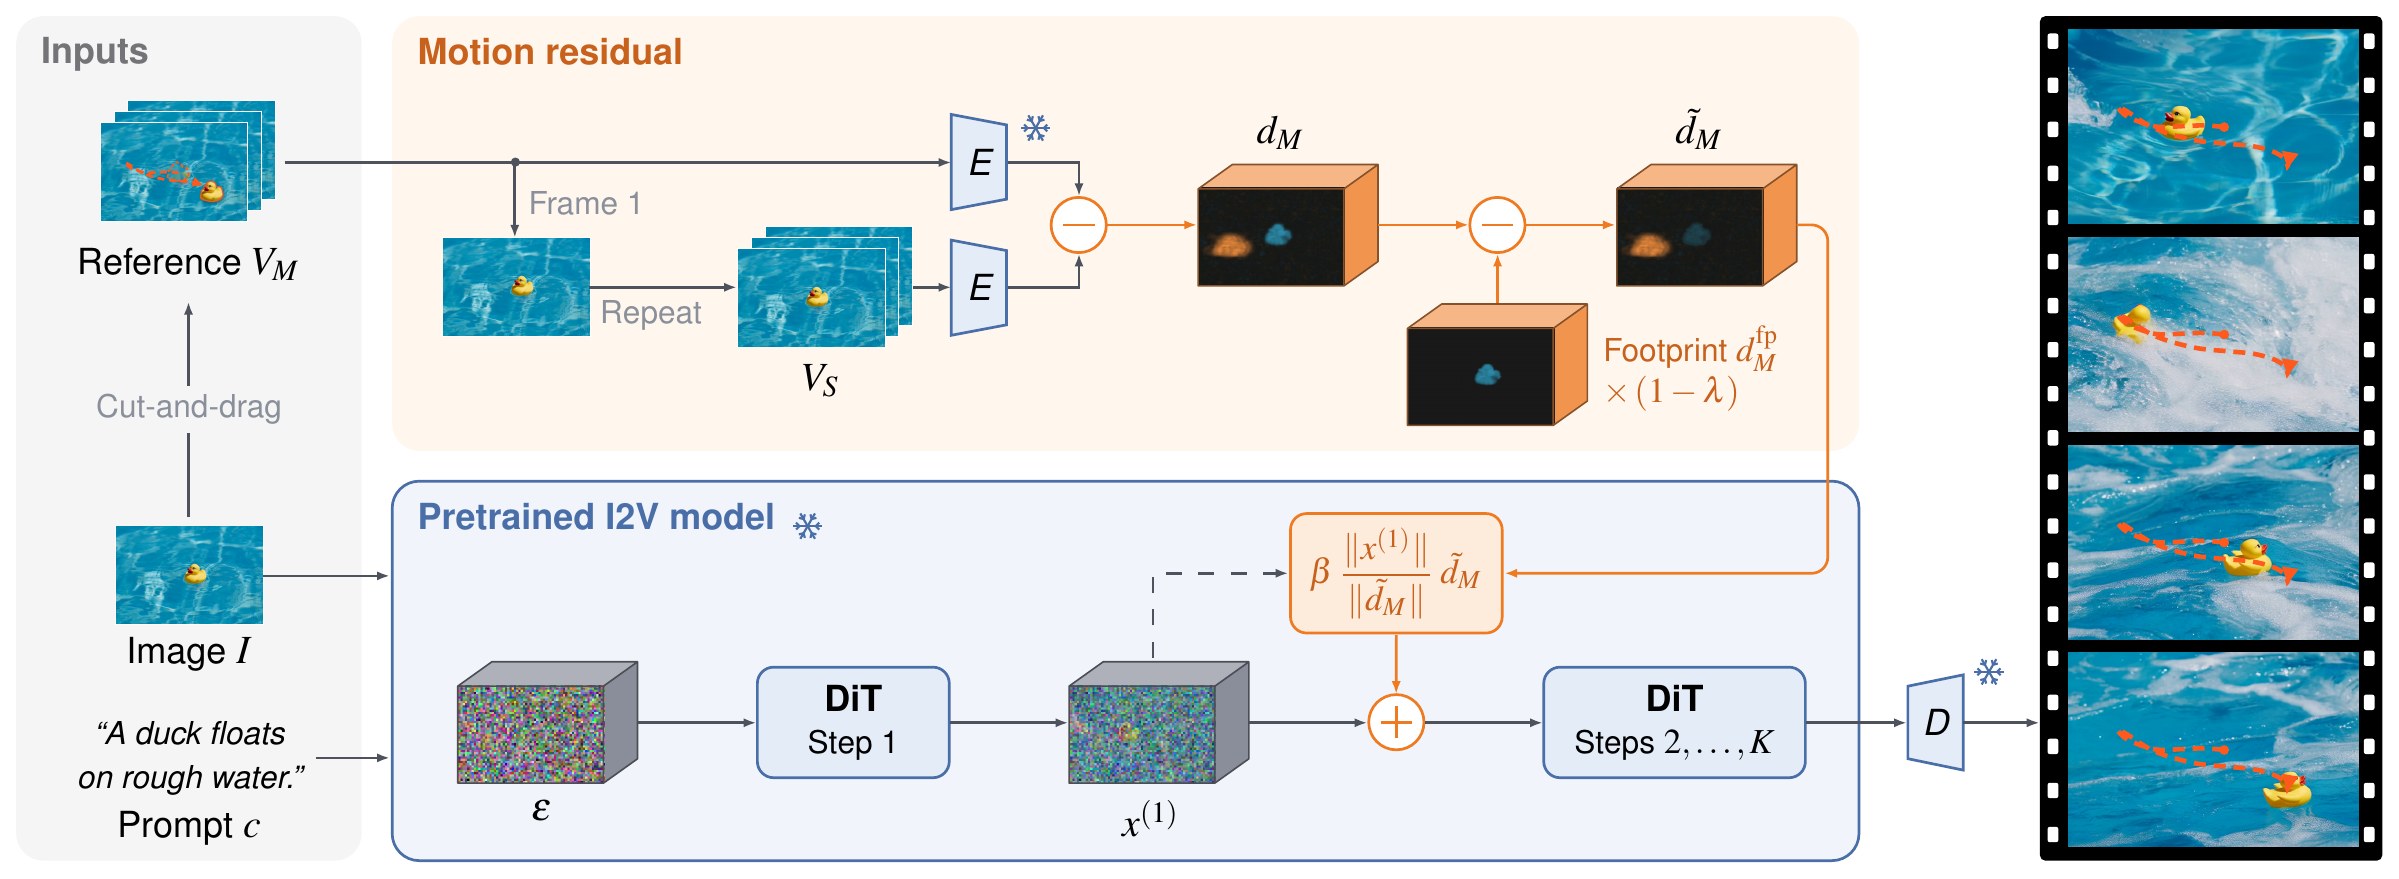 Inputs
Reference V_M
Cut-and-drag
Image I
“A duck floats
on rough water.”
Prompt c
Motion residual
Frame 1
Repeat
V_S
E
E
−
d_M
−
d̃_M
Footprint d_M^fp
× (1 − λ)
Pretrained I2V model
β ‖x^(1)‖ / ‖d̃_M‖ d̃_M
ε
DiT
Step 1
x^(1)
+
DiT
Steps 2, . . . , K
D